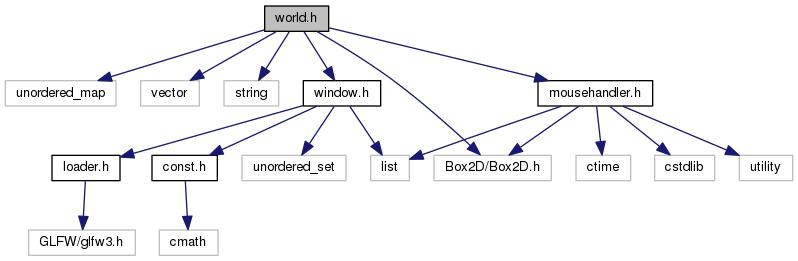 world.h
unordered_map
vector
string
window.h
mousehandler.h
loader.h
const.h
unordered_set
list
Box2D/Box2D.h
ctime
cstdlib
utility
GLFW/glfw3.h
cmath